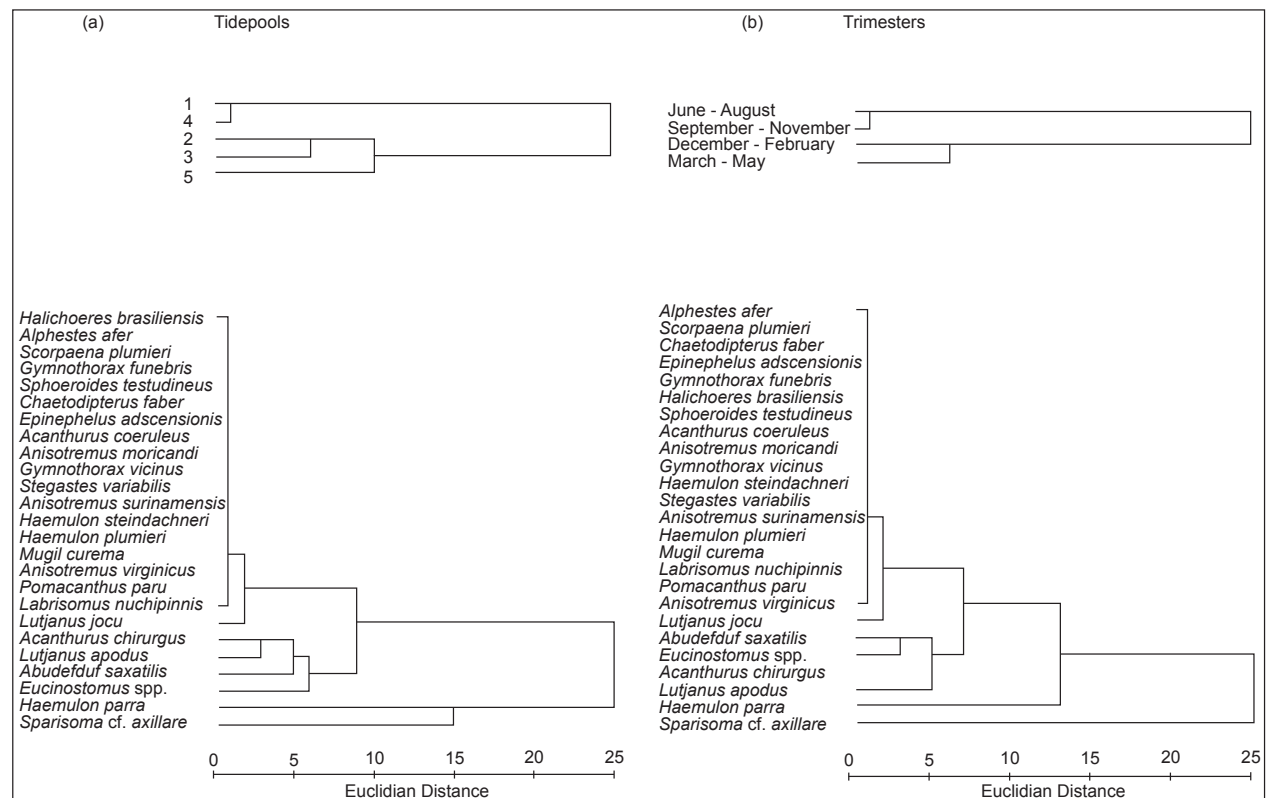 (a) Tidepools
1
4
2
3
5
Halichoeres brasiliensis
Alphestes afer
Scorpaena plumieri
Gymnothorax funebris
Sphoeroides testudineus
Chaetodipterus faber
Epinephelus adscensionis
Acanthurus coeruleus
Anisotremus moricandi
Gymnothorax vicinus
Stegastes variabilis
Anisotremus surinamensis
Haemulon steindachneri
Haemulon plumieri
Mugil curema
Anisotremus virginicus
Pomacanthus paru
Labrisomus nuchipinnis
Lutjanus jocu
Acanthurus chirurgus
Lutjanus apodus
Abudefduf saxatilis
Eucinostomus spp.
Haemulon parra
Sparisoma cf. axillare
0 5 10 15 20 25
Euclidian Distance
(b) Trimesters
June - August
September - November
December - February
March - May
Alphestes afer
Scorpaena plumieri
Chaetodipterus faber
Epinephelus adscensionis
Gymnothorax funebris
Halichoeres brasiliensis
Sphoeroides testudineus
Acanthurus coeruleus
Anisotremus moricandi
Gymnothorax vicinus
Haemulon steindachneri
Stegastes variabilis
Anisotremus surinamensis
Haemulon plumieri
Mugil curema
Labrisomus nuchipinnis
Pomacanthus paru
Anisotremus virginicus
Lutjanus jocu
Abudefduf saxatilis
Eucinostomus spp.
Acanthurus chirurgus
Lutjanus apodus
Haemulon parra
Sparisoma cf. axillare
0 5 10 15 20 25
Euclidian Distance